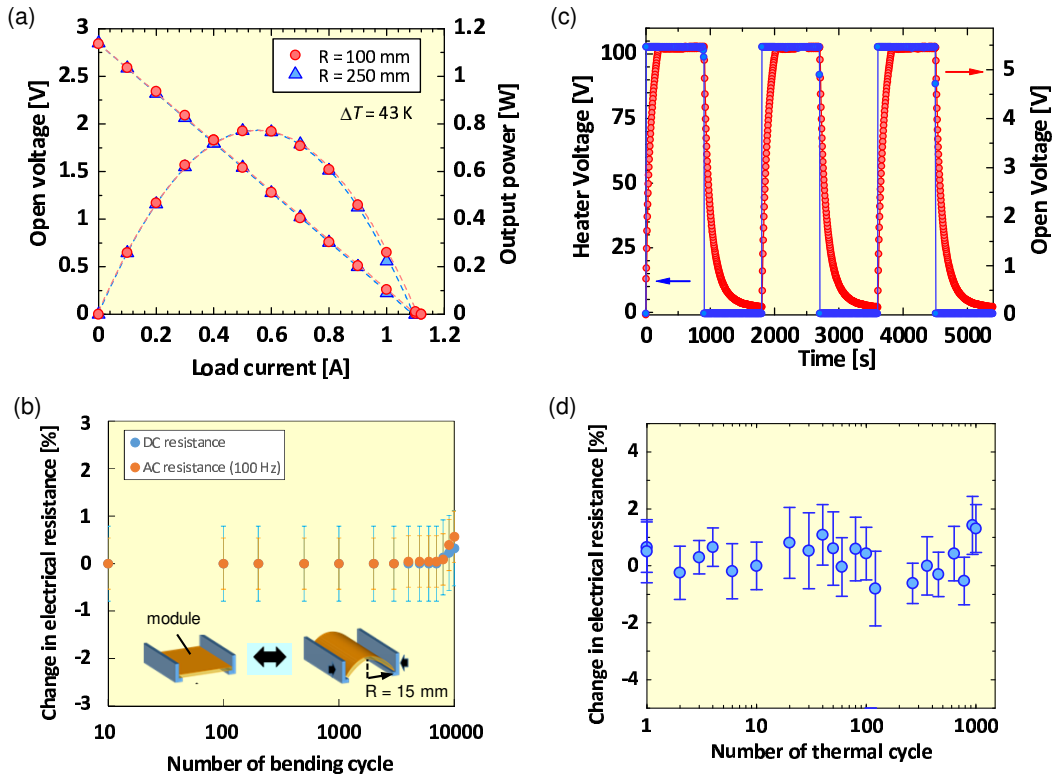 (a)
3
2.5
2
1.5
1
0.5
0
Open voltage [V]
1.2
1
0.8
0.6
0.4
0.2
0
Output power [W]
R = 100 mm
R = 250 mm
ΔT = 43 K
0.0 0.2 0.4 0.6 0.8 1.0 1.2
Load current [A]
(c)
100
75
50
25
0
Heater Voltage [V]
5
4
3
2
1
0
Open Voltage [V]
0 1000 2000 3000 4000 5000
Time [s]
(b)
3
2
1
0
-1
-2
-3
Change in electrical resistance [%]
DC resistance
AC resistance (100 Hz)
module
R = 15 mm
10 100 1000 10000
Number of bending cycle
(d)
4
2
0
-2
-4
Change in electrical resistance [%]
1 10 100 1000
Number of thermal cycle